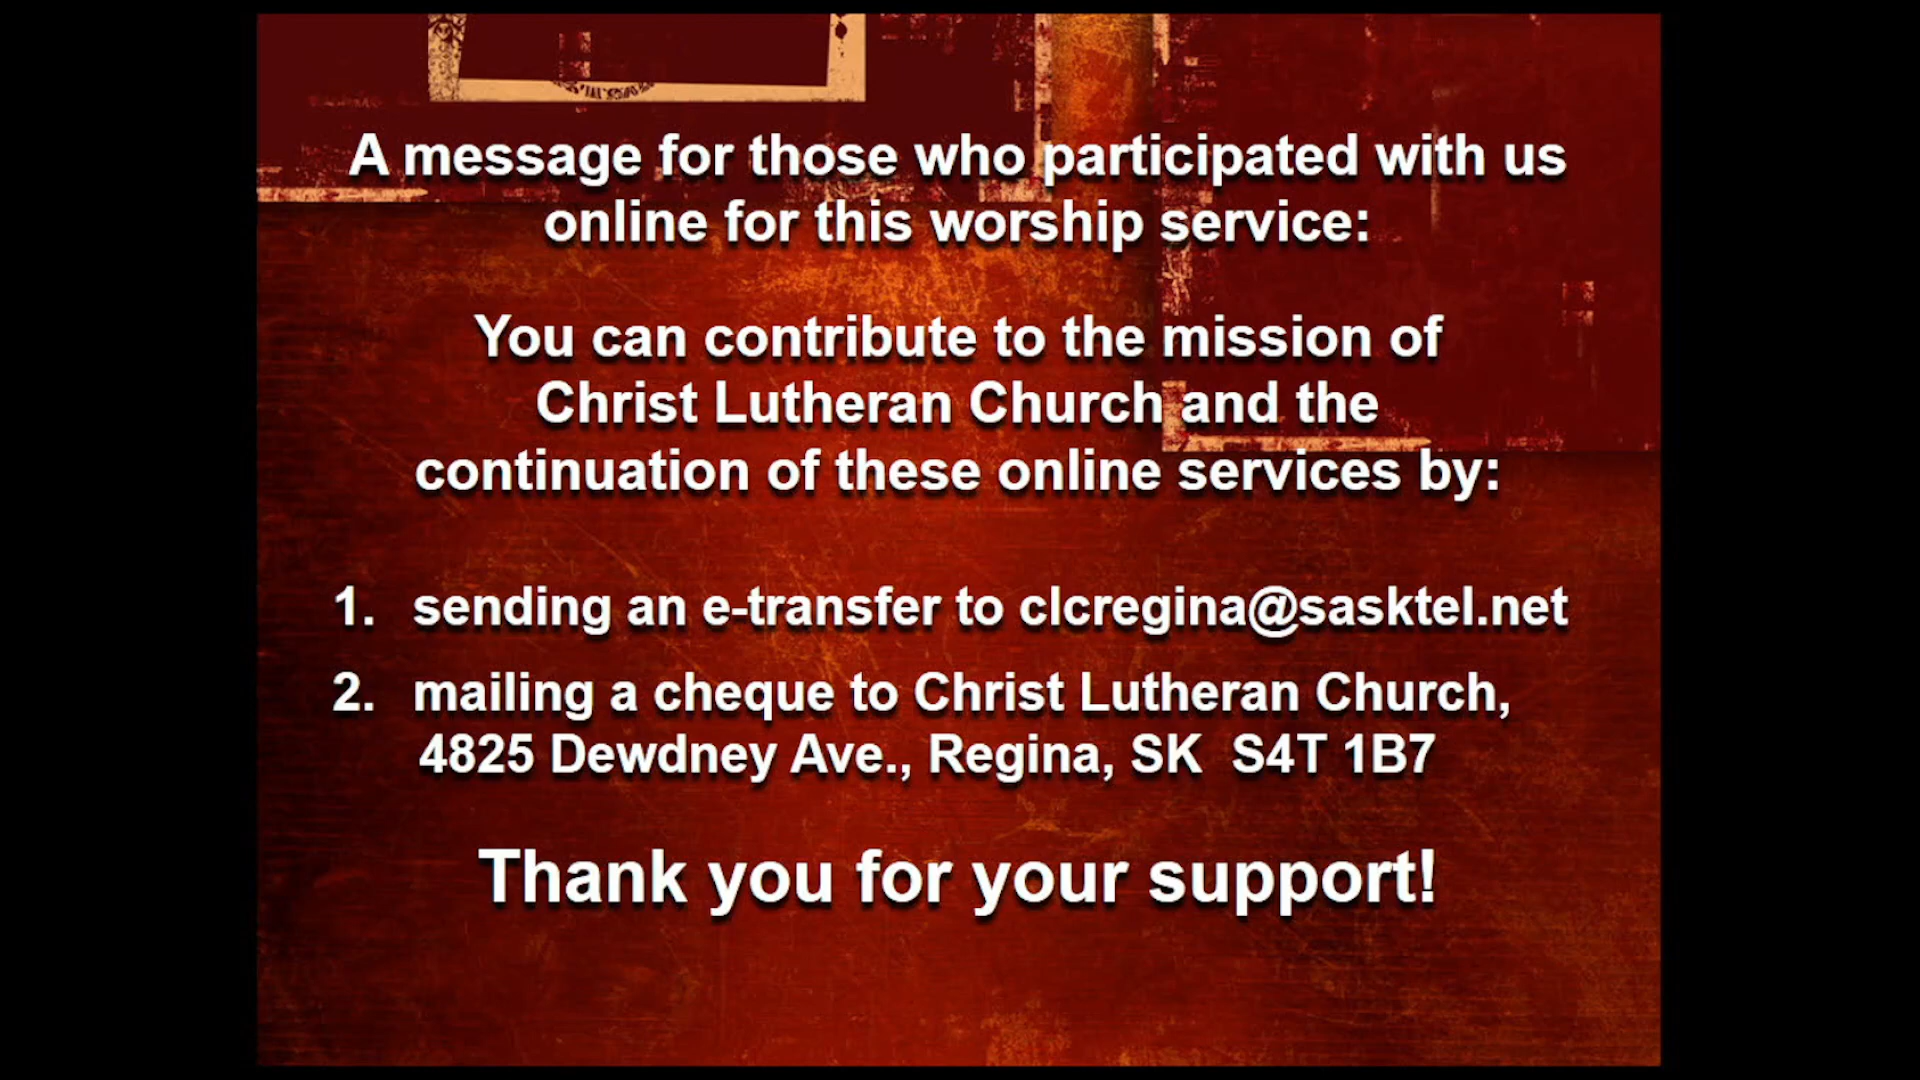 A message for those who participated with us
online for this worship service:
You can contribute to the mission of
Christ Lutheran Church and the
continuation of these online services by:
1. sending an e-transfer to clcregina@sasktel.net
2. mailing a cheque to Christ Lutheran Church,
4825 Dewdney Ave., Regina, SK  S4T 1B7
Thank you for your support!